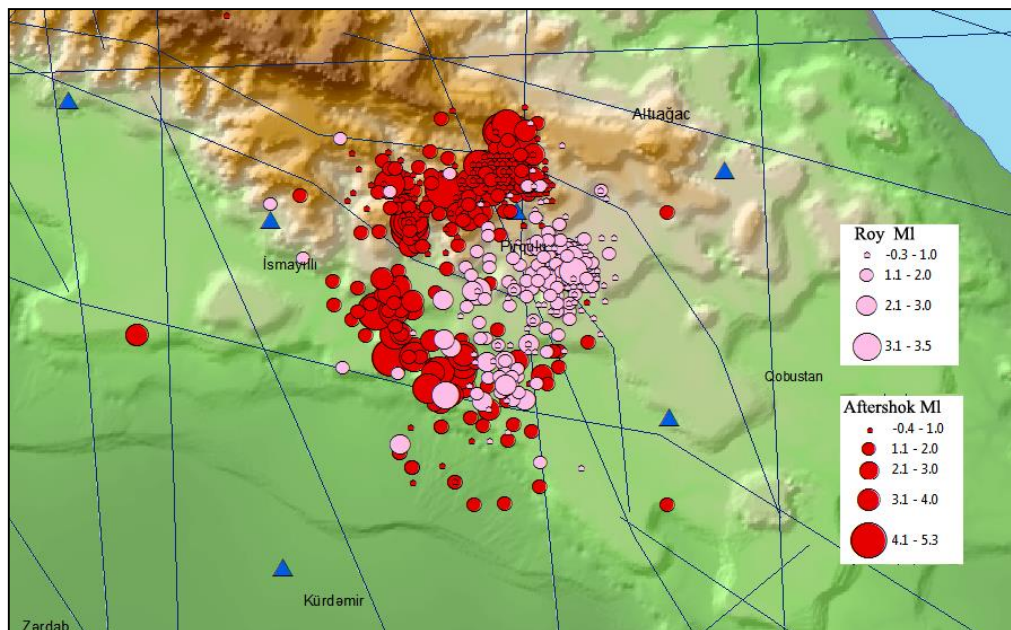 Altıağac
Pirqulu
İsmayıllı
Qobustan
Kürdəmir
Zərdab
Roy Ml
-0.3 - 1.0
1.1 - 2.0
2.1 - 3.0
3.1 - 3.5
Aftershok Ml
-0.4 - 1.0
1.1 - 2.0
2.1 - 3.0
3.1 - 4.0
4.1 - 5.3